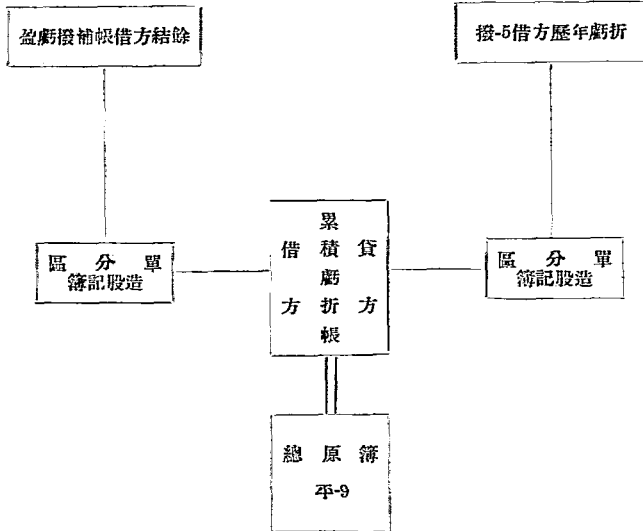 盈虧撥補帳借方結餘
撥-5借方歷年虧折
區分單
簿記股造
借方
累積虧折帳
貸方
區分單
簿記股造
總原簿
平-9